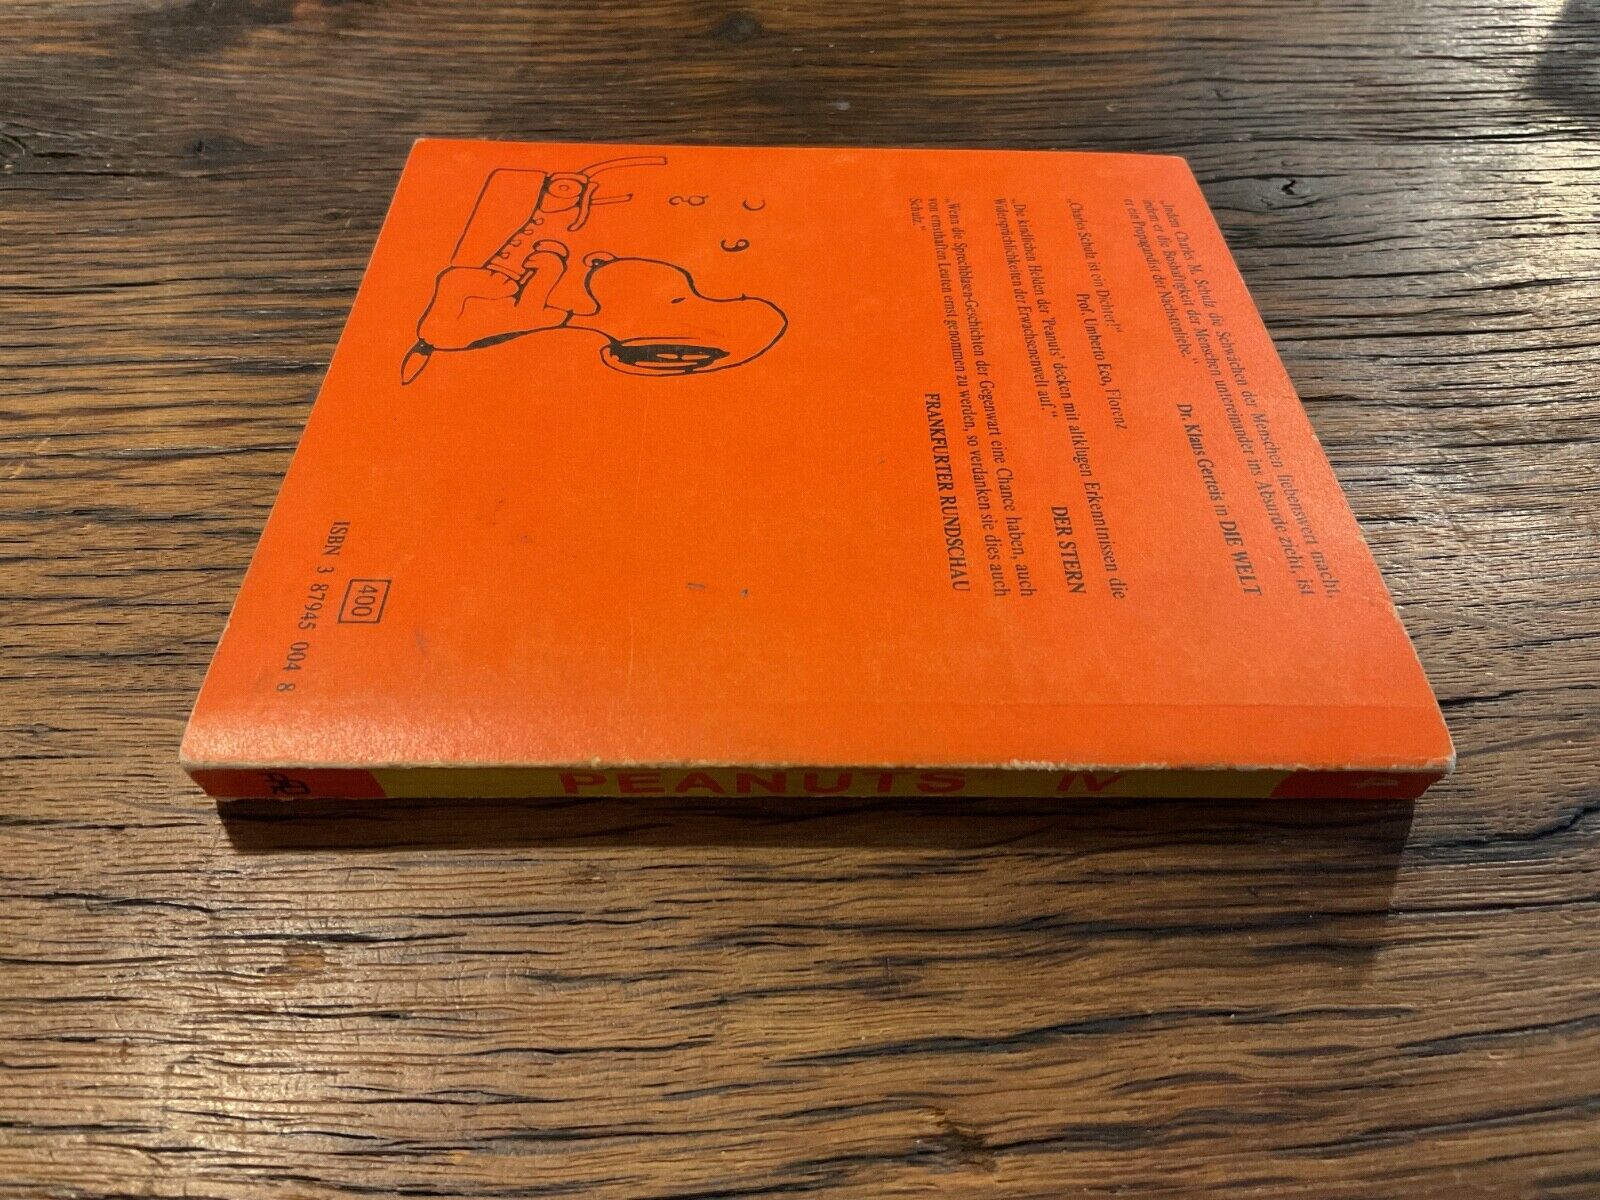 „Indem Charles M. Schulz die Schwächen der Menschen liebenswert macht,
indem er die Boshaftigkeit der Menschen untereinander ins Absurde zieht, ist
er ein Propagandist der Nächstenliebe.“
Dr. Klaus Gerteis in DIE WELT
„Charles Schulz ist ein Dichter!“
Prof. Umberto Eco, Florenz
„Die kindlichen Helden der 'Peanuts' decken mit altklugen Erkenntnissen die
Widersprüchlichkeiten der Erwachsenenwelt auf.“
DER STERN
„Wenn die Sprechblasen-Geschichten der Gegenwart eine Chance haben, auch
von ernsthaften Leuten ernst genommen zu werden, so verdanken sie dies auch
Schulz.“
FRANKFURTER RUNDSCHAU
400
ISBN 3 87945 004 8
PEANUTS IV